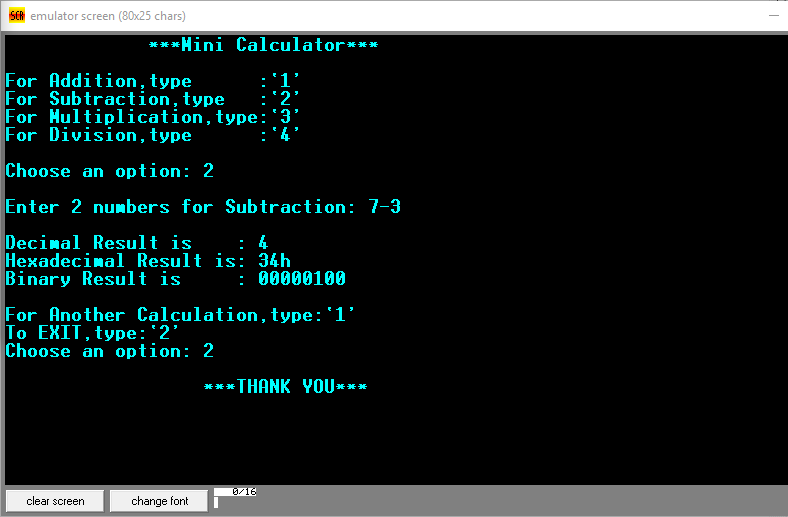 emulator screen (80x25 chars)
***Mini Calculator***
For Addition,type      :'1'
For Subtraction,type   :'2'
For Multiplication,type:'3'
For Division,type      :'4'
Choose an option: 2
Enter 2 numbers for Subtraction: 7-3
Decimal Result is    : 4
Hexadecimal Result is: 34h
Binary Result is     : 00000100
For Another Calculation,type:'1'
To EXIT,type:'2'
Choose an option: 2
***THANK YOU***
clear screen change font 0/16